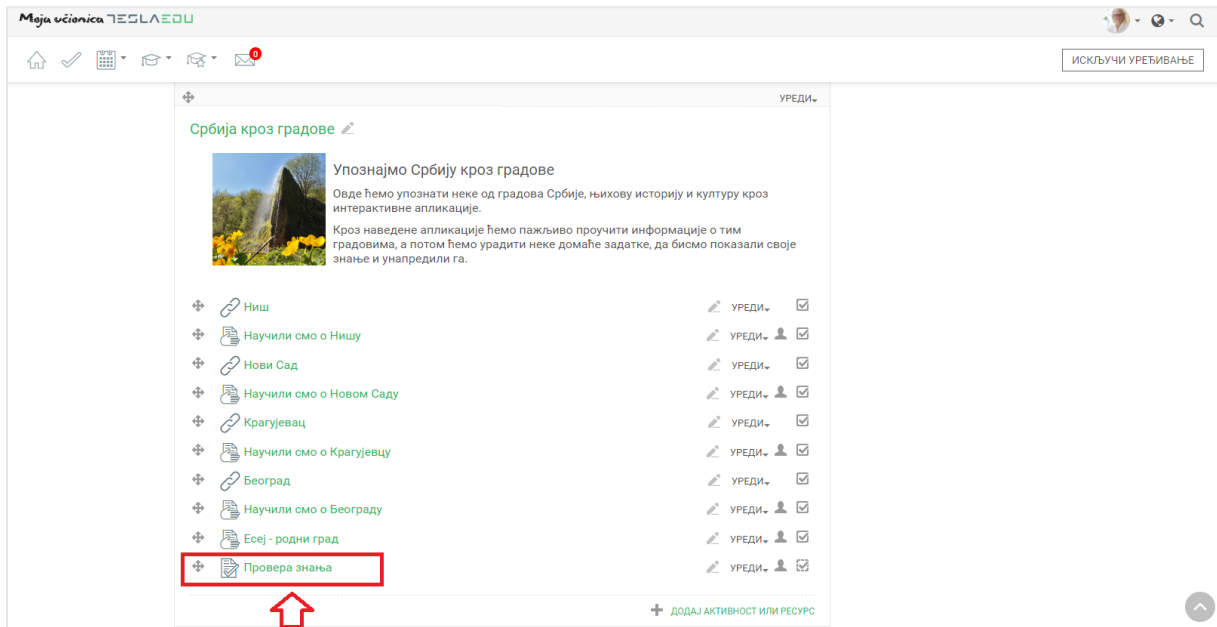 Moja učionica TESLAEDU
0
ИСКЉУЧИ УРЕЂИВАЊЕ
УРЕДИ
Србија кроз градове
Упознајмо Србију кроз градове
Овде ћемо упознати неке од градова Србије, њихову историју и културу кроз
интерактивне апликације.
Кроз наведене апликације ћемо пажљиво проучити информације о тим
градовима, а потом ћемо урадити неке домаће задатке, да бисмо показали своје
знање и унапредили га.
Ниш УРЕДИ
Научили смо о Нишу УРЕДИ
Нови Сад УРЕДИ
Научили смо о Новом Саду УРЕДИ
Крагујевац УРЕДИ
Научили смо о Крагујевцу УРЕДИ
Београд УРЕДИ
Научили смо о Београду УРЕДИ
Есеј - родни град УРЕДИ
Провера знања УРЕДИ
ДОДАЈ АКТИВНОСТ ИЛИ РЕСУРС